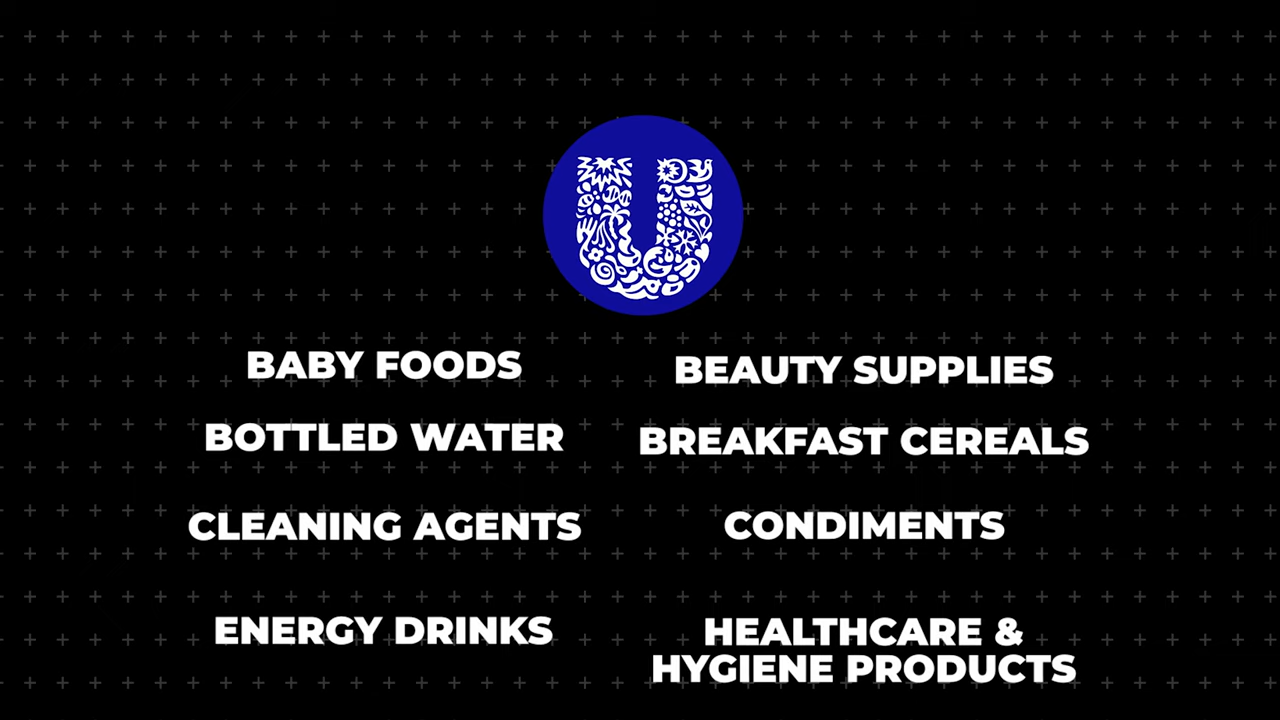 U
BABY FOODS
BEAUTY SUPPLIES
BOTTLED WATER
BREAKFAST CEREALS
CLEANING AGENTS
CONDIMENTS
ENERGY DRINKS
HEALTHCARE &
HYGIENE PRODUCTS